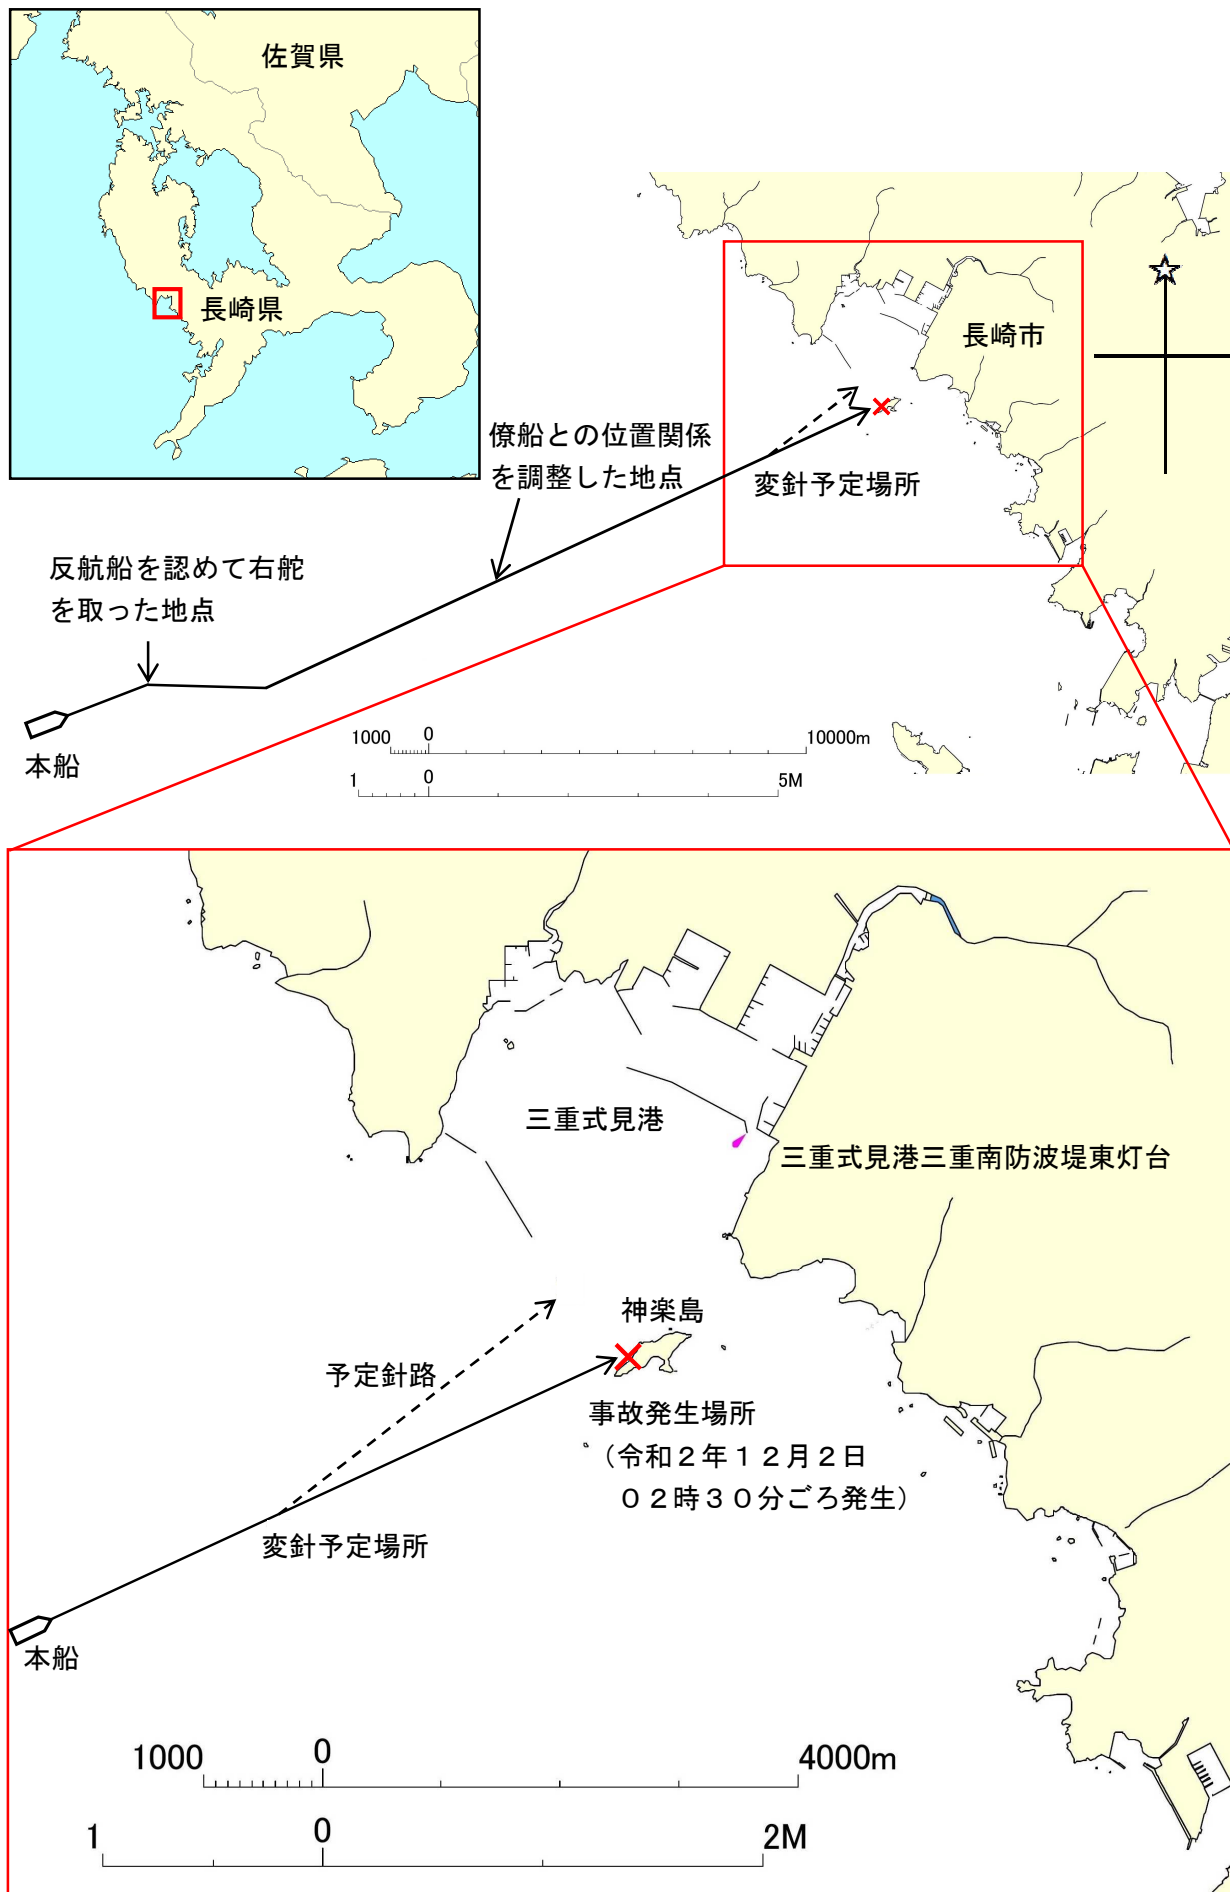 佐賀県
長崎県
長崎市
僚船との位置関係
を調整した地点
変針予定場所
反航船を認めて右舵
を取った地点
本船
1000 0 10000m
1 0 5M
三重式見港
三重式見港三重南防波堤東灯台
神楽島
予定針路
事故発生場所
（令和２年１２月２日
０２時３０分ごろ発生）
変針予定場所
本船
1000 0 4000m
1 0 2M